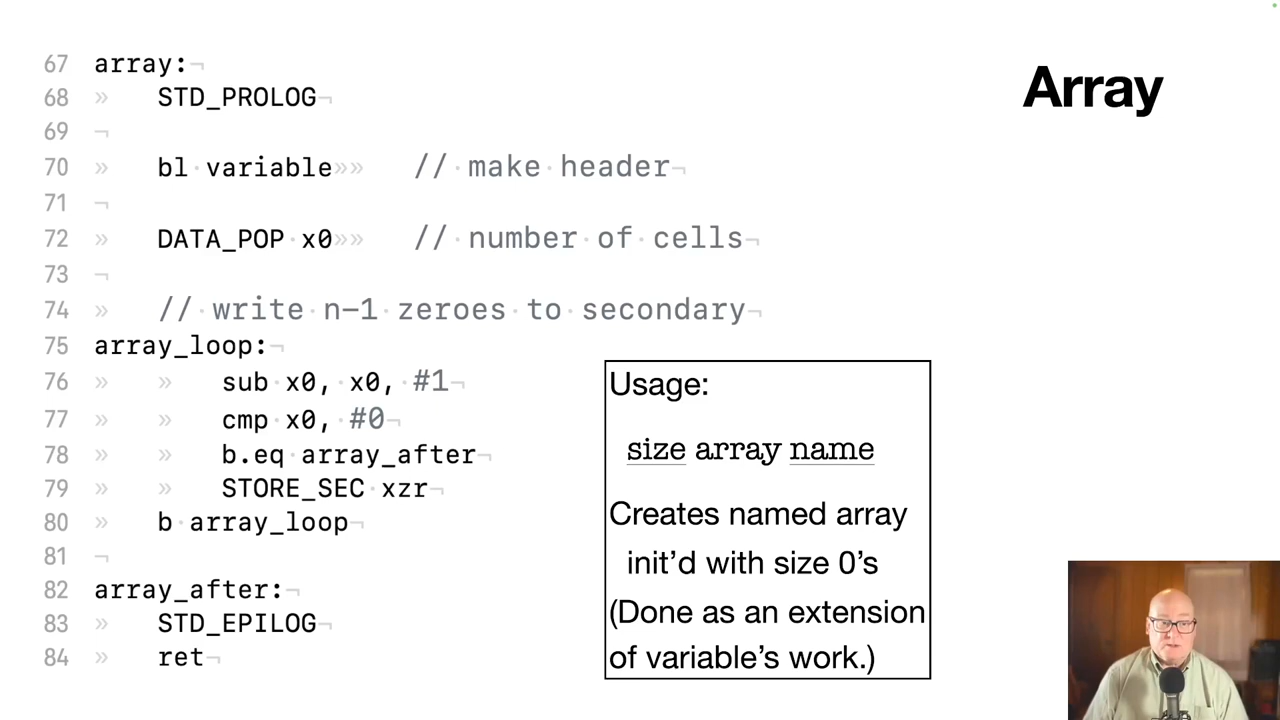 Array
67 array:¬
68 » STD_PROLOG¬
69 ¬
70 » bl·variable»» //·make·header¬
71 ¬
72 » DATA_POP·x0»» //·number·of·cells¬
73 ¬
74 » //·write·n-1·zeroes·to·secondary¬
75 array_loop:¬
76 » » sub·x0,·x0,·#1¬
77 » » cmp·x0,·#0¬
78 » » b.eq·array_after¬
79 » » STORE_SEC·xzr¬
80 » b·array_loop¬
81 ¬
82 array_after:¬
83 » STD_EPILOG¬
84 » ret¬
Usage:
size array name
Creates named array
init’d with size 0’s
(Done as an extension
of variable’s work.)